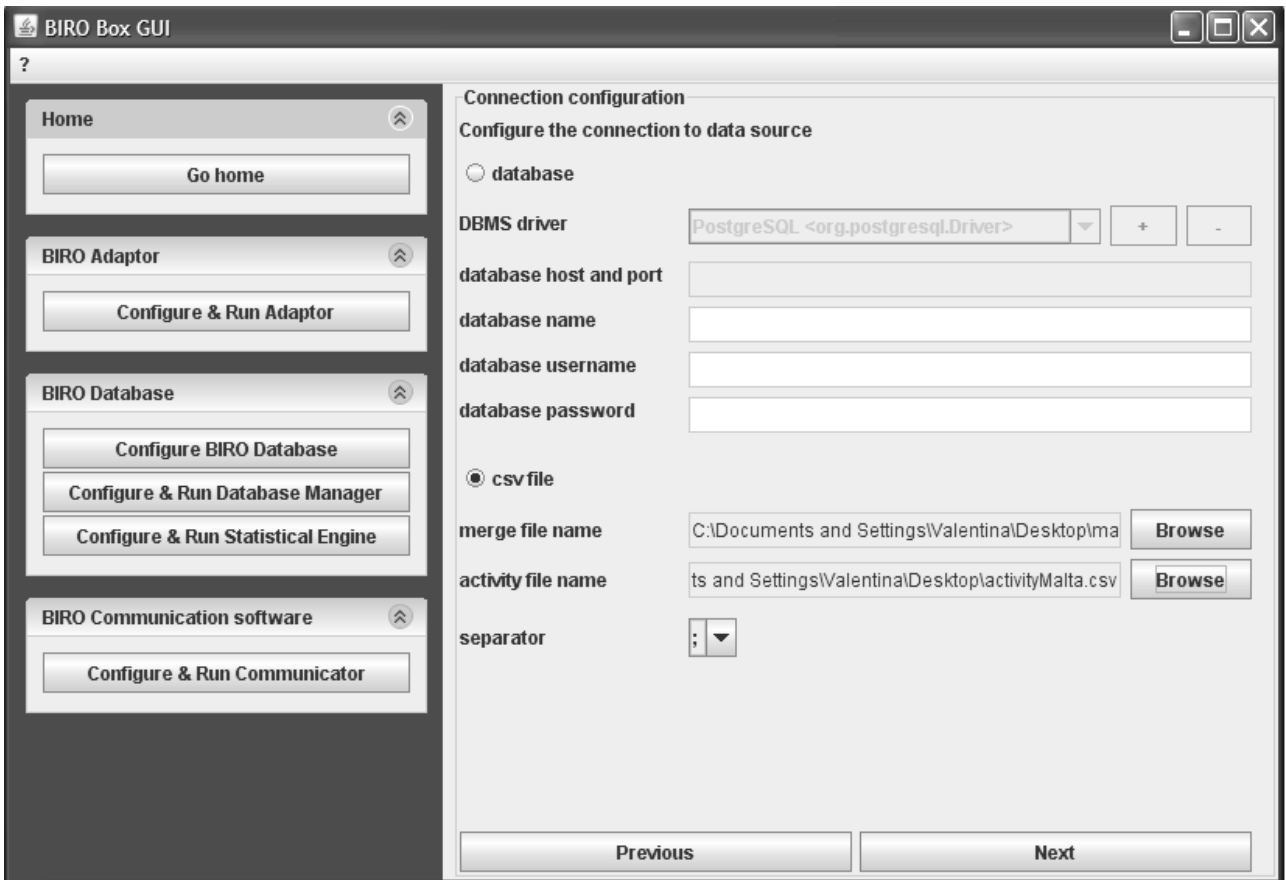 BIRO Box GUI
?
Home
Go home
BIRO Adaptor
Configure & Run Adaptor
BIRO Database
Configure BIRO Database
Configure & Run Database Manager
Configure & Run Statistical Engine
BIRO Communication software
Configure & Run Communicator
Connection configuration
Configure the connection to data source
database
DBMS driver PostgreSQL <org.postgresql.Driver> + -
database host and port
database name
database username
database password
csv file
merge file name C:\Documents and Settings\Valentina\Desktop\ma Browse
activity file name ts and Settings\Valentina\Desktop\activityMalta.csv Browse
separator ;
Previous Next